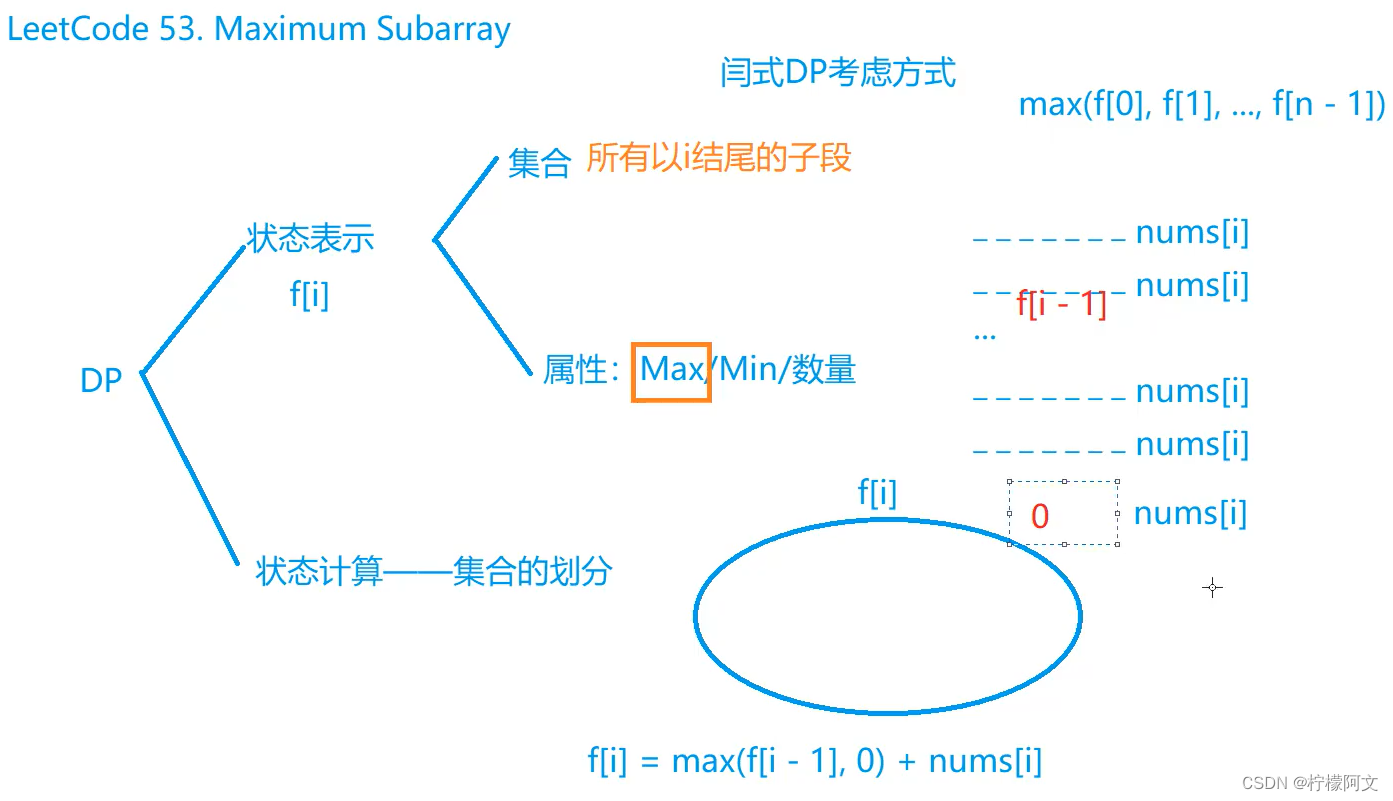 LeetCode 53. Maximum Subarray
闫式DP考虑方式
max(f[0], f[1], ..., f[n - 1])
集合 所有以i结尾的子段
状态表示
f[i]
DP
属性：Max/Min/数量
状态计算——集合的划分
nums[i]
nums[i]
f[i - 1]
...
nums[i]
nums[i]
0 nums[i]
f[i]
f[i] = max(f[i - 1], 0) + nums[i]
CSDN @柠檬阿文